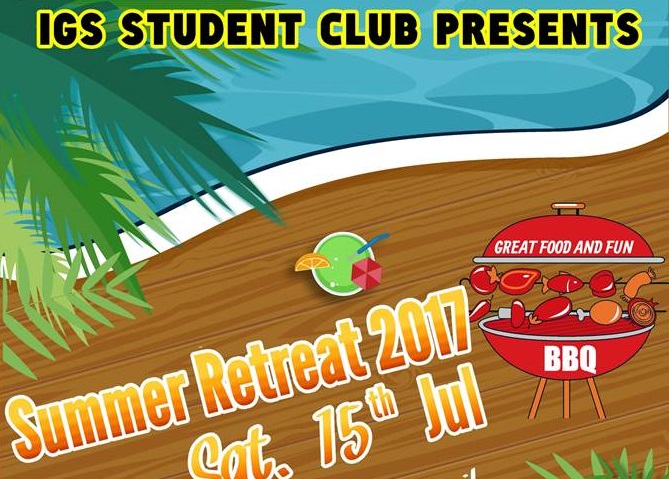 IGS STUDENT CLUB PRESENTS
GREAT FOOD AND FUN
BBQ
Summer Retreat 2017
Sat. 15th Jul